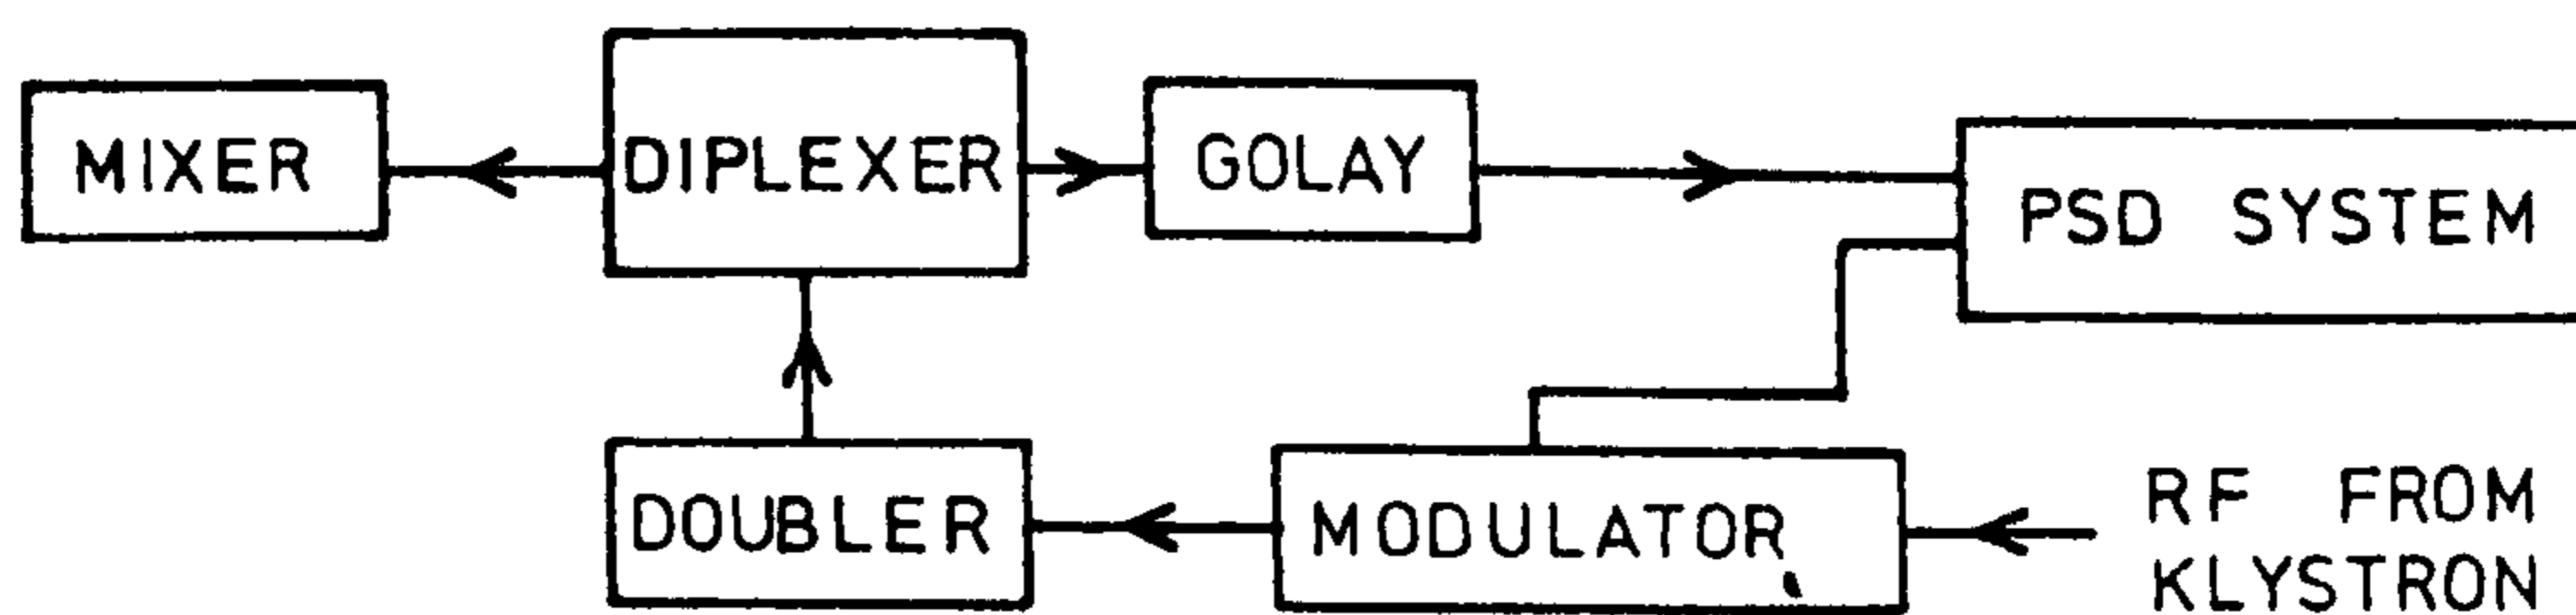 MIXER
DIPLEXER
GOLAY
PSD SYSTEM
DOUBLER
MODULATOR
RF FROM
KLYSTRON